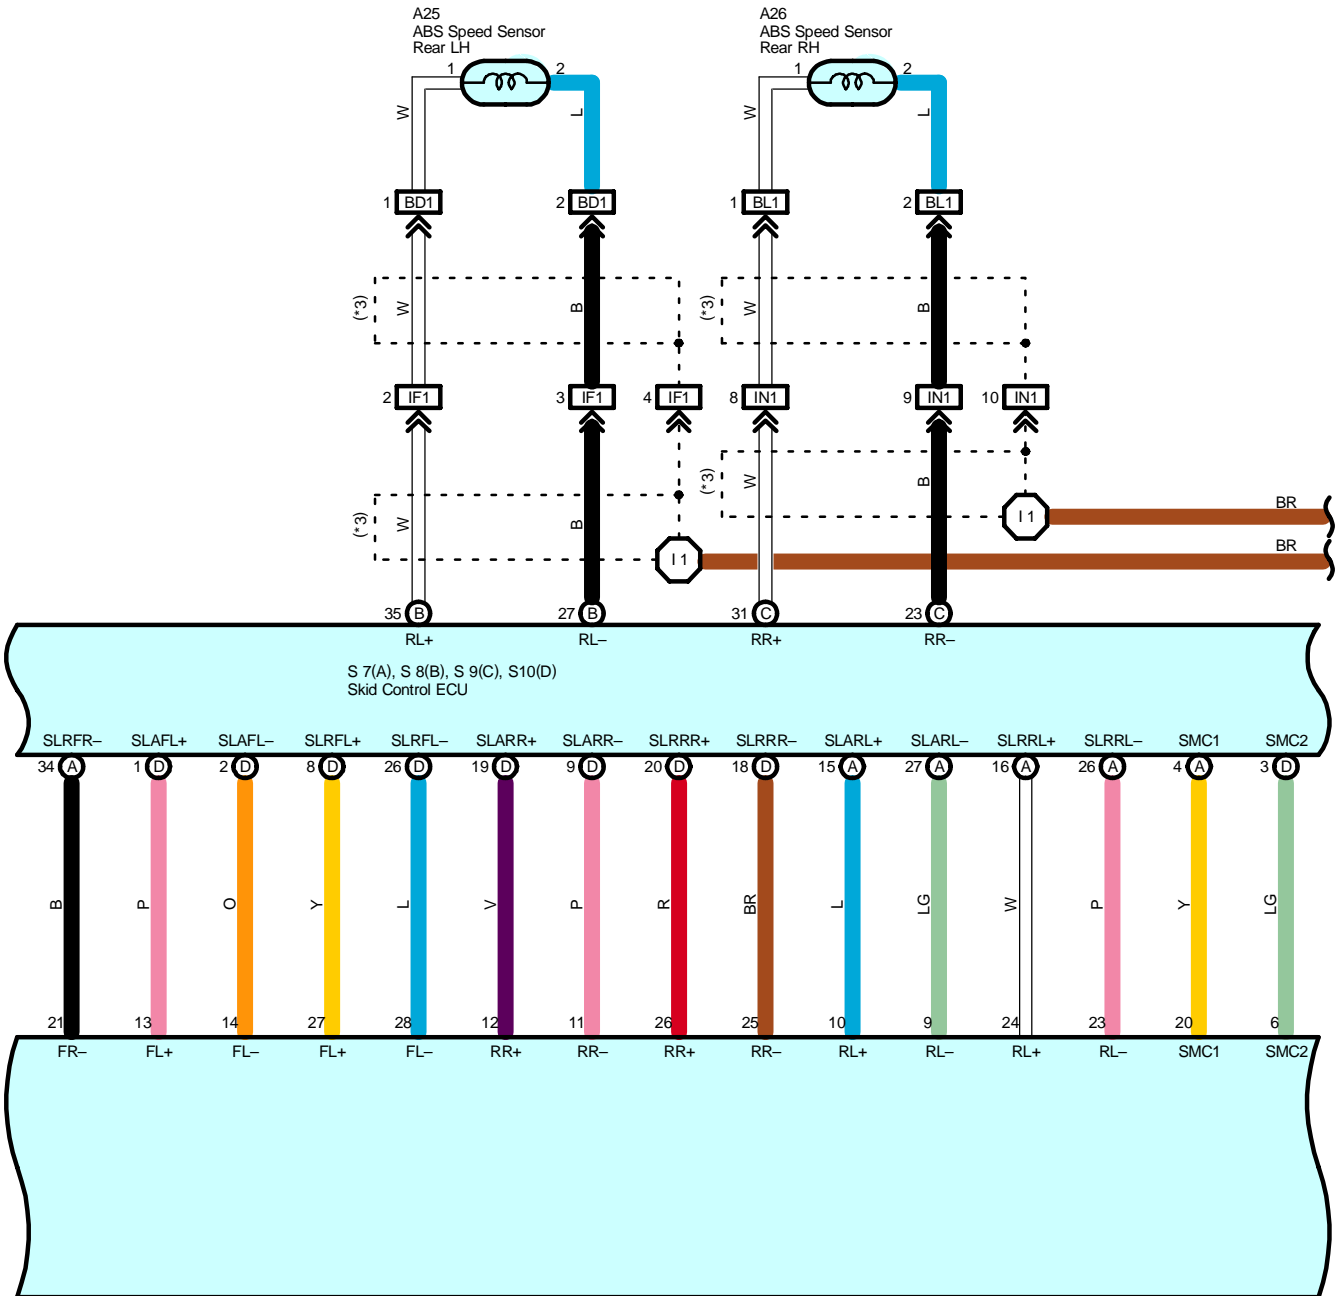 A25
ABS Speed Sensor
Rear LH
A26
ABS Speed Sensor
Rear RH
1 2 1 2
W L W L
1 BD1 2 BD1 1 BL1 2 BL1
(*3) W B (*3) W B
2 IF1 3 IF1 4 IF1 8 IN1 9 IN1 10 IN1
(*3) W B
(*3) W B
I 1 BR
I 1 BR
35 B 27 B 31 C 23 C
RL+ RL– RR+ RR–
S 7(A), S 8(B), S 9(C), S10(D)
Skid Control ECU
SLRFR– SLAFL+ SLAFL– SLRFL+ SLRFL– SLARR+ SLARR– SLRRR+ SLRRR– SLARL+ SLARL– SLRRL+ SLRRL– SMC1 SMC2
34 A 1 D 2 D 8 D 26 D 19 D 9 D 20 D 18 D 15 A 27 A 16 A 26 A 4 A 3 D
B P O Y L V P R BR L LG W P Y LG
21 13 14 27 28 12 11 26 25 10 9 24 23 20 6
FR– FL+ FL– FL+ FL– RR+ RR– RR+ RR– RL+ RL– RL+ RL– SMC1 SMC2